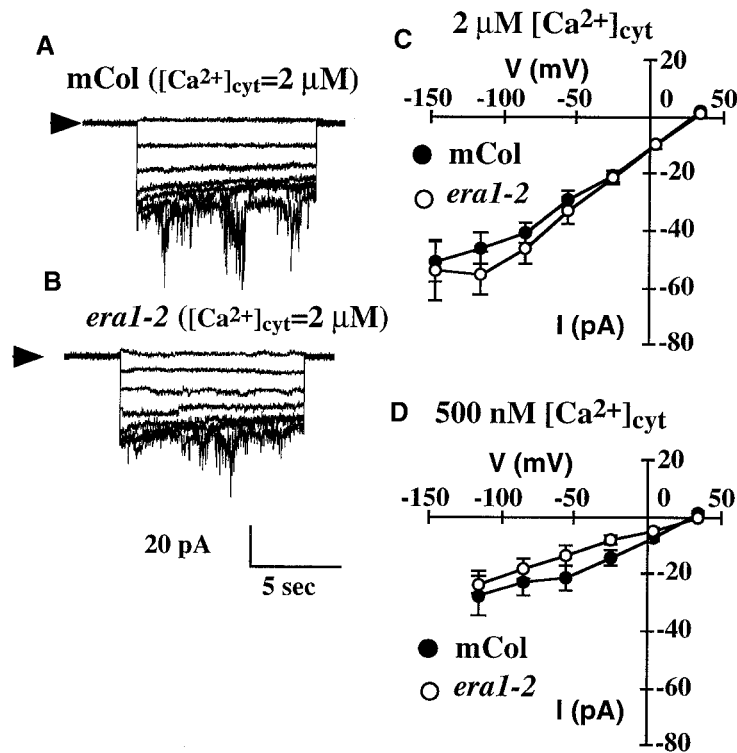 A
mCol ([Ca²⁺]cyt=2 μM)
B
era1-2 ([Ca²⁺]cyt=2 μM)
20 pA
5 sec
C
2 μM [Ca²⁺]cyt
V (mV)
-150 -100 -50 0 50
20
-20
-40
-60
-80
mCol
era1-2
I (pA)
D
500 nM [Ca²⁺]cyt
V (mV)
-150 -100 -50 0 50
20
-20
-40
-60
-80
mCol
era1-2
I (pA)